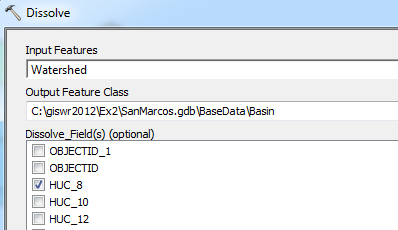 Dissolve
Input Features
Watershed
Output Feature Class
C:\giswr2012\Ex2\SanMarcos.gdb\BaseData\Basin
Dissolve_Field(s) (optional)
OBJECTID_1
OBJECTID
HUC_8
HUC_10
HUC_12